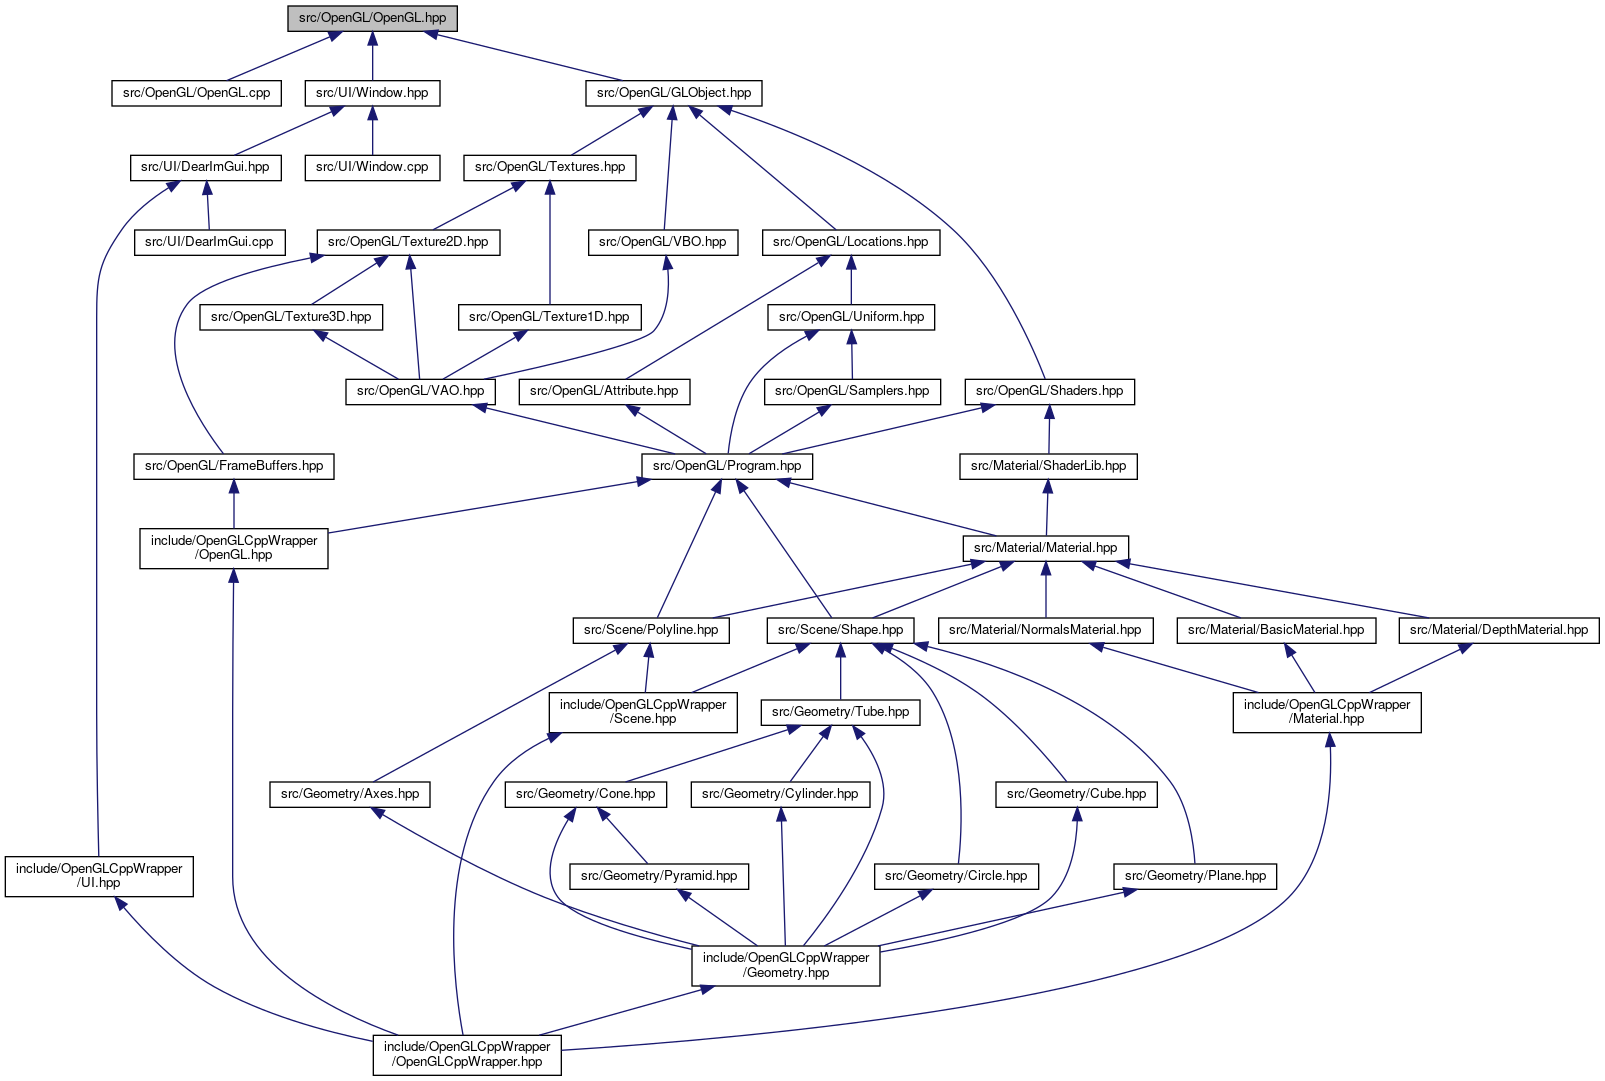 src/OpenGL/OpenGL.hpp
src/OpenGL/OpenGL.cpp
src/UI/Window.hpp
src/OpenGL/GLObject.hpp
src/UI/DearImGui.hpp
src/UI/Window.cpp
src/OpenGL/Textures.hpp
src/UI/DearImGui.cpp
src/OpenGL/Texture2D.hpp
src/OpenGL/VBO.hpp
src/OpenGL/Locations.hpp
src/OpenGL/Texture3D.hpp
src/OpenGL/Texture1D.hpp
src/OpenGL/Uniform.hpp
src/OpenGL/VAO.hpp
src/OpenGL/Attribute.hpp
src/OpenGL/Samplers.hpp
src/OpenGL/Shaders.hpp
src/OpenGL/FrameBuffers.hpp
src/OpenGL/Program.hpp
src/Material/ShaderLib.hpp
include/OpenGLCppWrapper
/OpenGL.hpp
src/Material/Material.hpp
src/Scene/Polyline.hpp
src/Scene/Shape.hpp
src/Material/NormalsMaterial.hpp
src/Material/BasicMaterial.hpp
src/Material/DepthMaterial.hpp
include/OpenGLCppWrapper
/Scene.hpp
src/Geometry/Tube.hpp
include/OpenGLCppWrapper
/Material.hpp
src/Geometry/Axes.hpp
src/Geometry/Cone.hpp
src/Geometry/Cylinder.hpp
src/Geometry/Cube.hpp
include/OpenGLCppWrapper
/UI.hpp
src/Geometry/Pyramid.hpp
src/Geometry/Circle.hpp
src/Geometry/Plane.hpp
include/OpenGLCppWrapper
/Geometry.hpp
include/OpenGLCppWrapper
/OpenGLCppWrapper.hpp